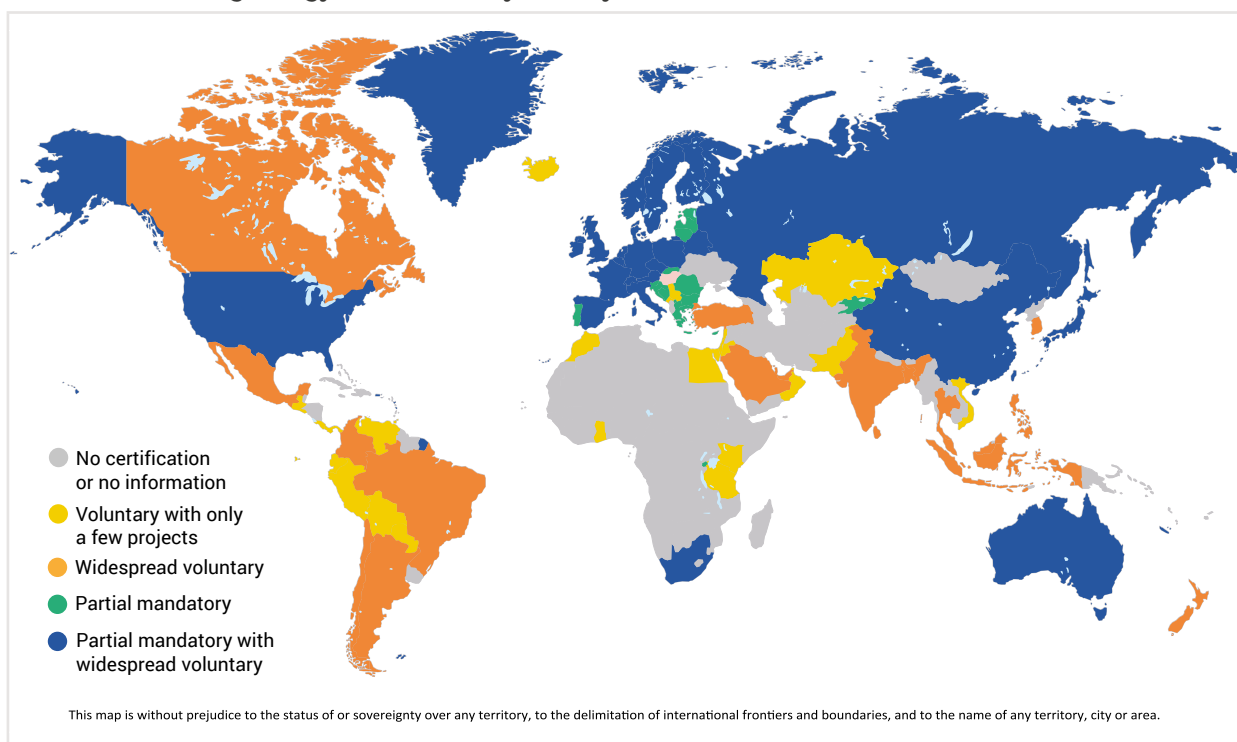 No certification
or no information
Voluntary with only
a few projects
Widespread voluntary
Partial mandatory
Partial mandatory with
widespread voluntary
This map is without prejudice to the status of or sovereignty over any territory, to the delimitation of international frontiers and boundaries, and to the name of any territory, city or area.